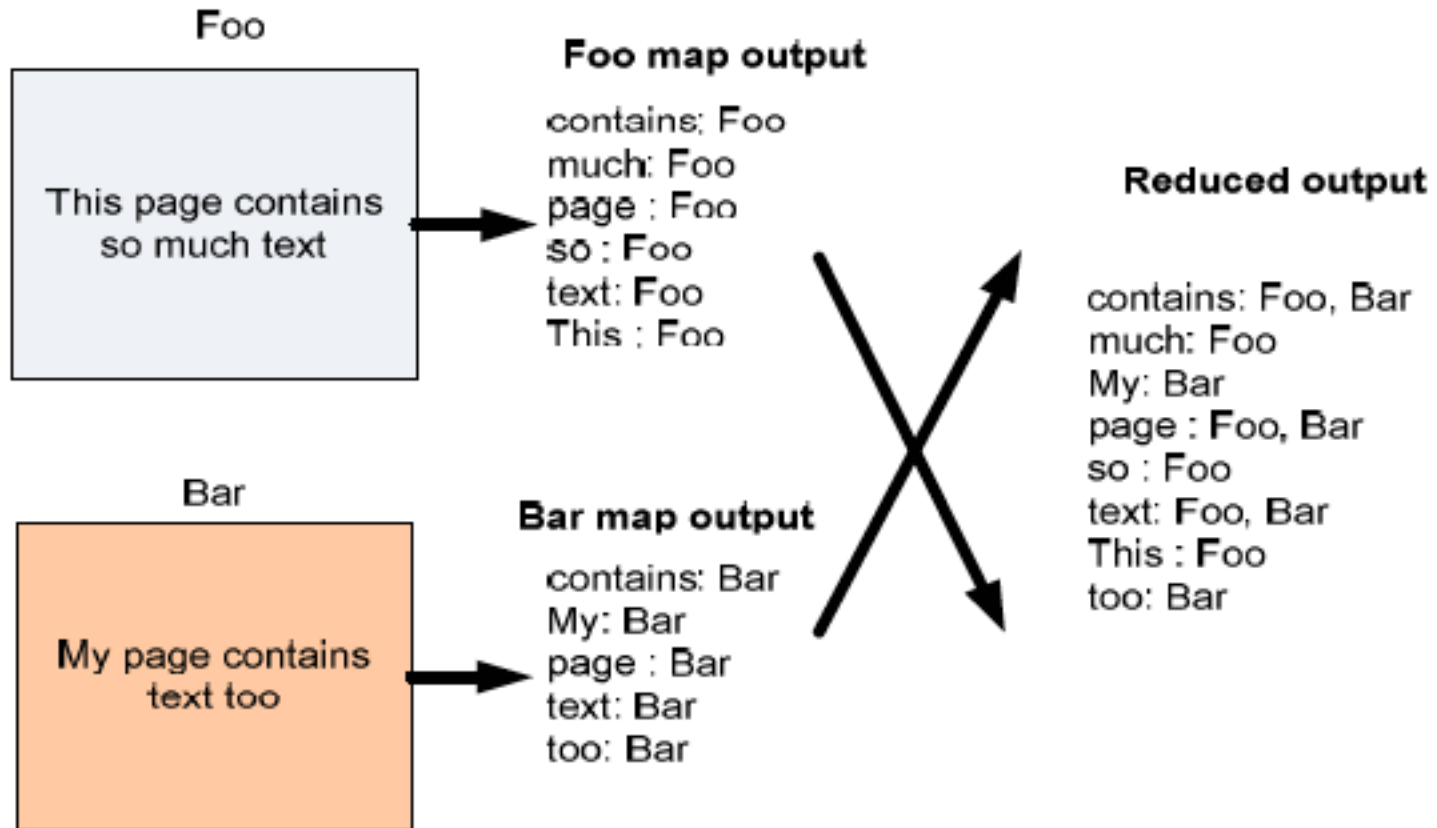 Foo
This page contains
so much text
Foo map output
contains: Foo
much: Foo
page : Foo
so : Foo
text: Foo
This : Foo
Bar
My page contains
text too
Bar map output
contains: Bar
My: Bar
page : Bar
text: Bar
too: Bar
Reduced output
contains: Foo, Bar
much: Foo
My: Bar
page : Foo, Bar
so : Foo
text: Foo, Bar
This : Foo
too: Bar